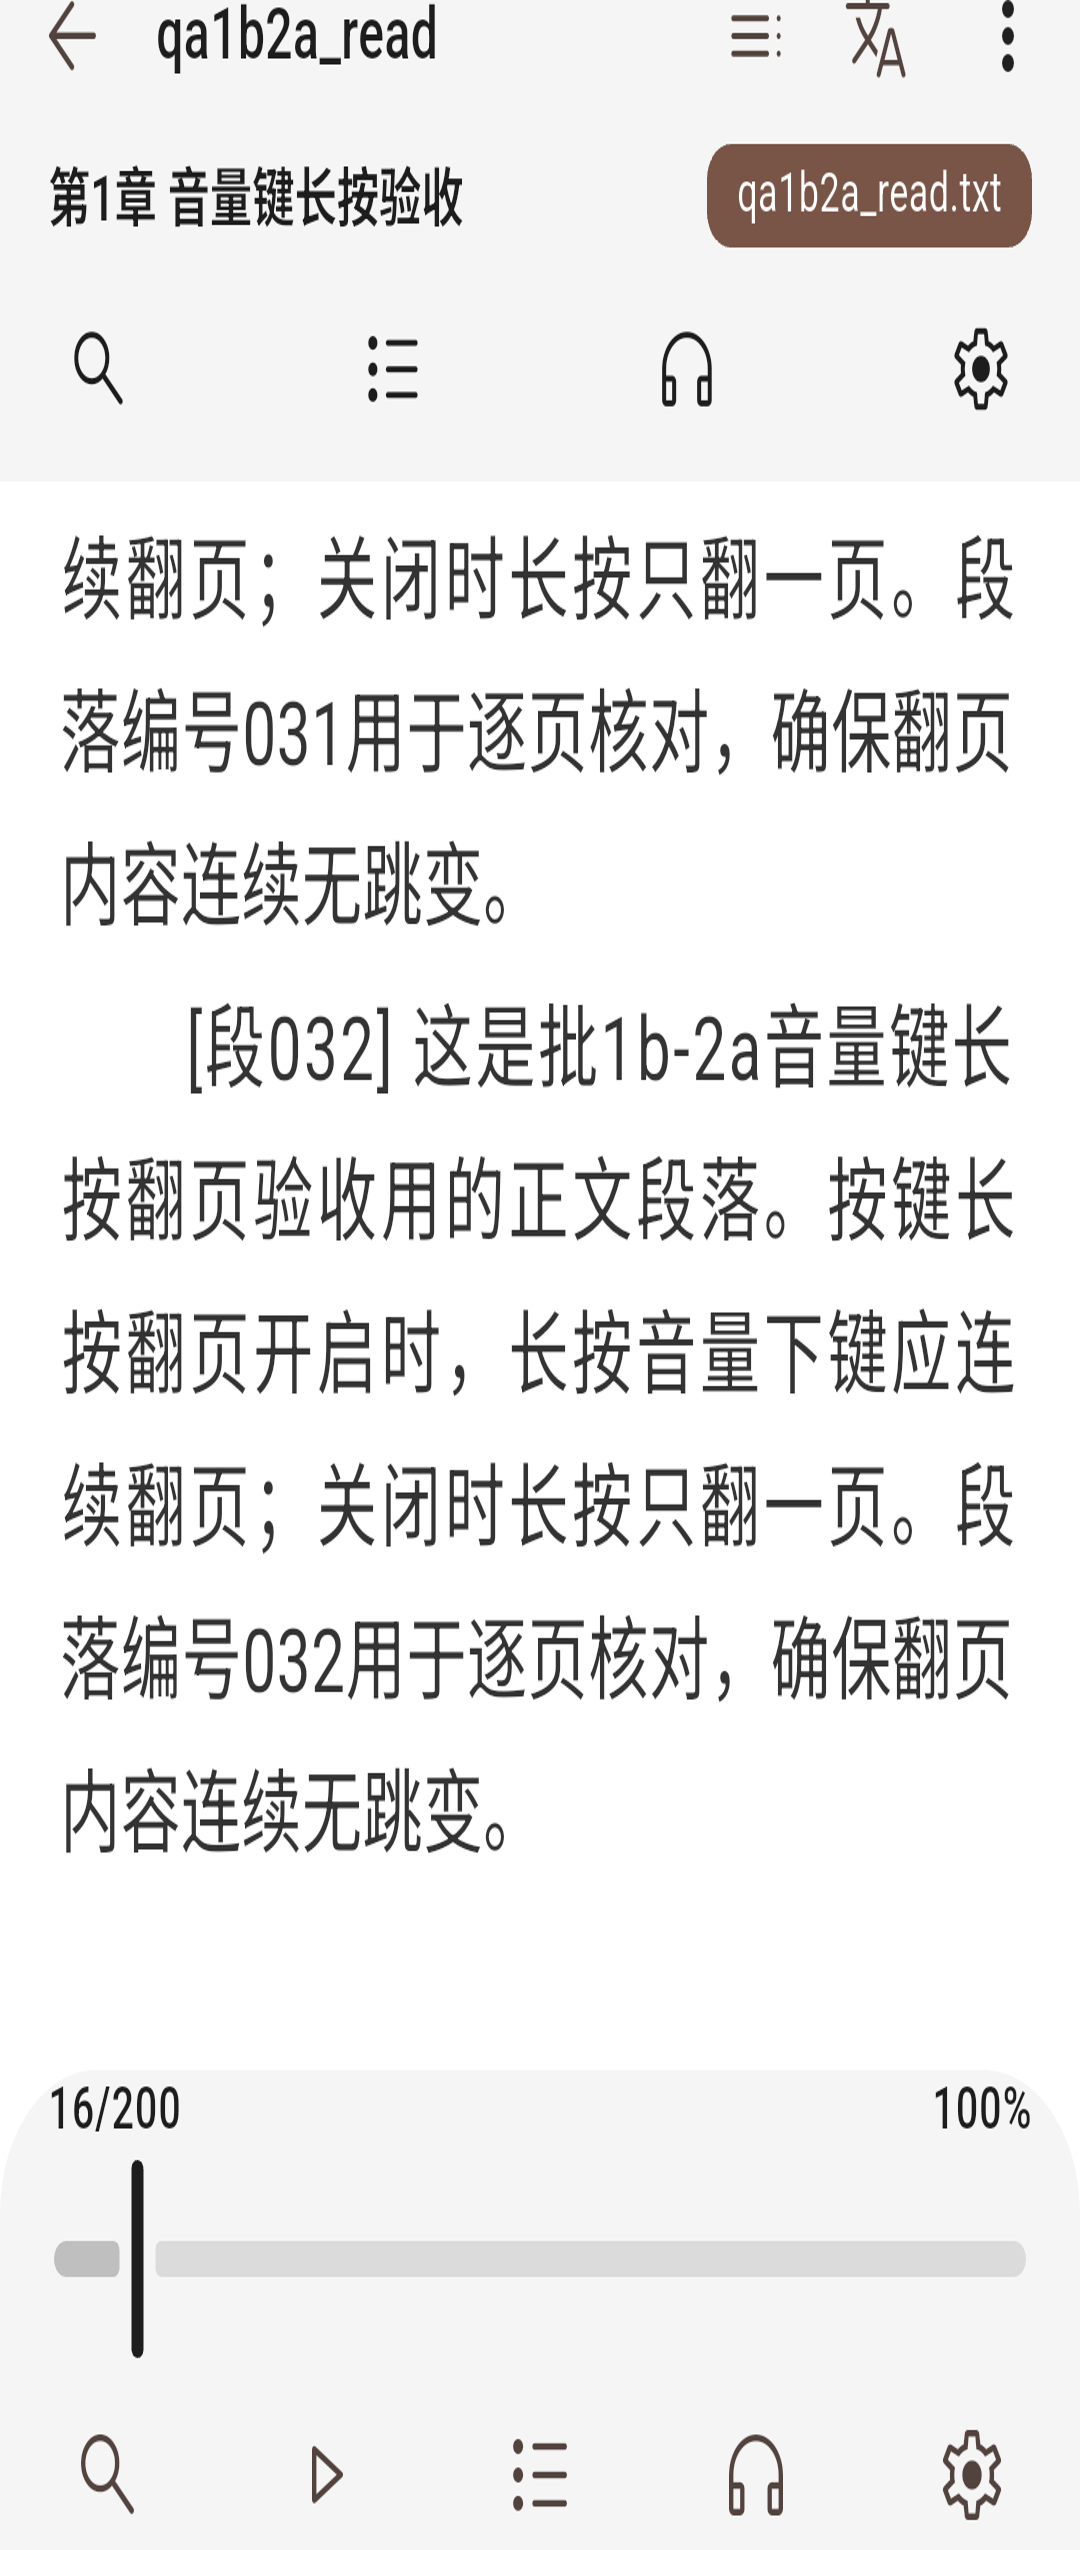 qa1b2a_read
第1章 音量键长按验收
qa1b2a_read.txt
续翻页；关闭时长按只翻一页。段
落编号031用于逐页核对，确保翻页
内容连续无跳变。
[段032] 这是批1b-2a音量键长
按翻页验收用的正文段落。按键长
按翻页开启时，长按音量下键应连
续翻页；关闭时长按只翻一页。段
落编号032用于逐页核对，确保翻页
内容连续无跳变。
16/200
100%